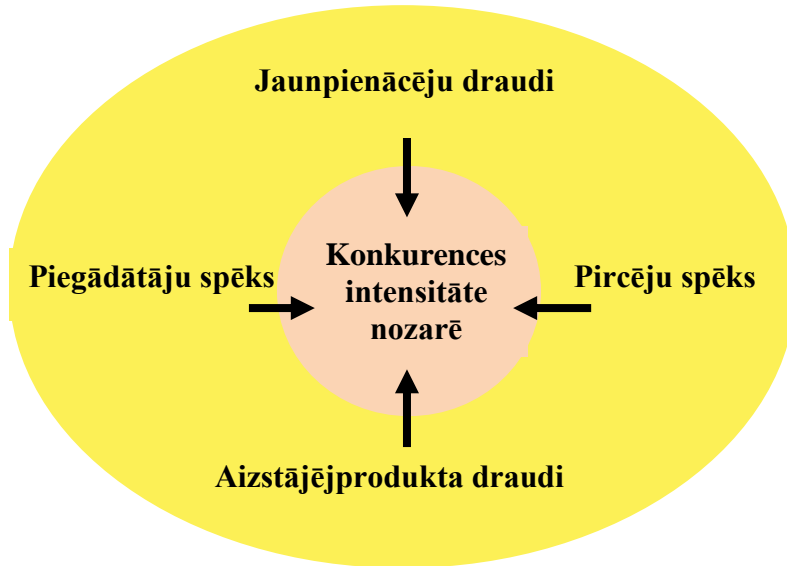 Jaunpienācēju draudi
Piegādātāju spēks
Konkurences
intensitāte
nozarē
Pircēju spēks
Aizstājējprodukta draudi